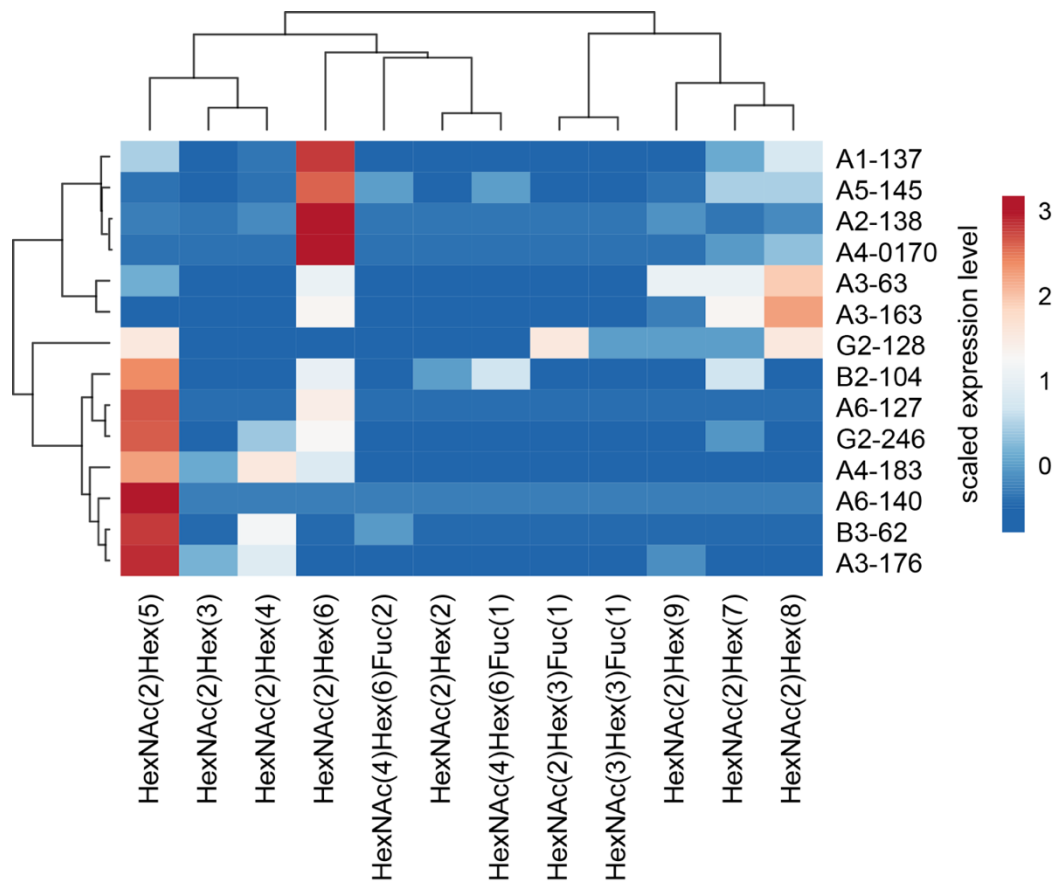 A1-137
A5-145
A2-138
A4-0170
A3-63
A3-163
G2-128
B2-104
A6-127
G2-246
A4-183
A6-140
B3-62
A3-176
3
2
1
0
scaled expression level
HexNAc(2)Hex(5)
HexNAc(2)Hex(3)
HexNAc(2)Hex(4)
HexNAc(2)Hex(6)
HexNAc(4)Hex(6)Fuc(2)
HexNAc(2)Hex(2)
HexNAc(4)Hex(6)Fuc(1)
HexNAc(2)Hex(3)Fuc(1)
HexNAc(3)Hex(3)Fuc(1)
HexNAc(2)Hex(9)
HexNAc(2)Hex(7)
HexNAc(2)Hex(8)